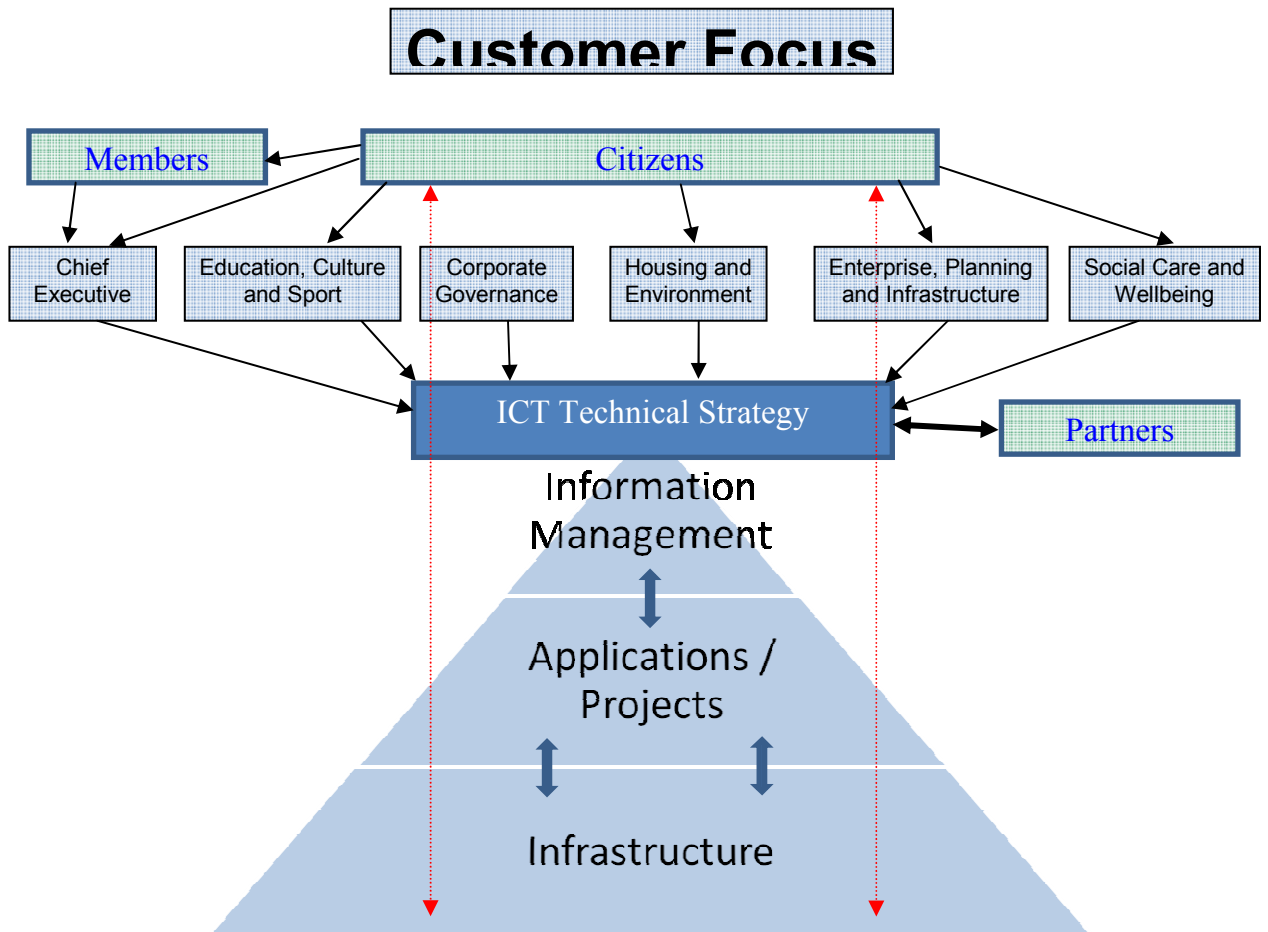 Customer Focus
Members
Citizens
Chief
Executive
Education, Culture
and Sport
Corporate
Governance
Housing and
Environment
Enterprise, Planning
and Infrastructure
Social Care and
Wellbeing
ICT Technical Strategy
Partners
Information
Management
Applications /
Projects
Infrastructure